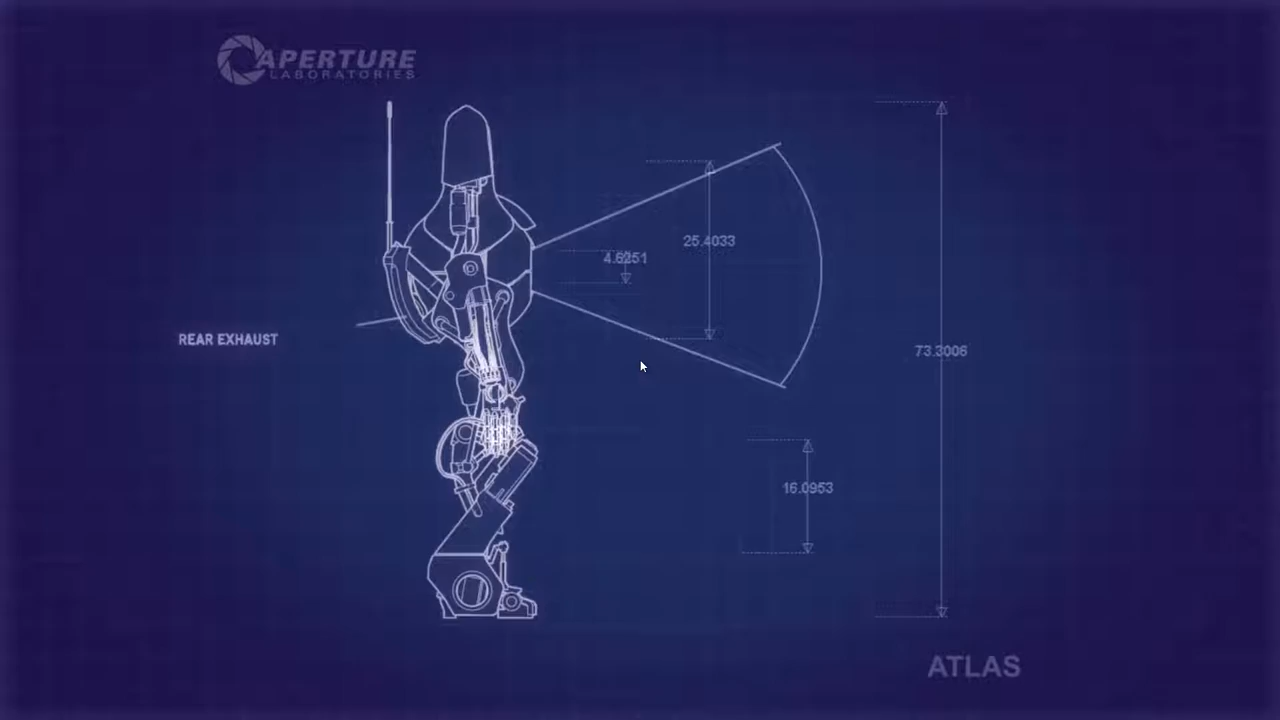 APERTURE
LABORATORIES
25.4033
4.6251
REAR EXHAUST
73.3006
16.0953
ATLAS